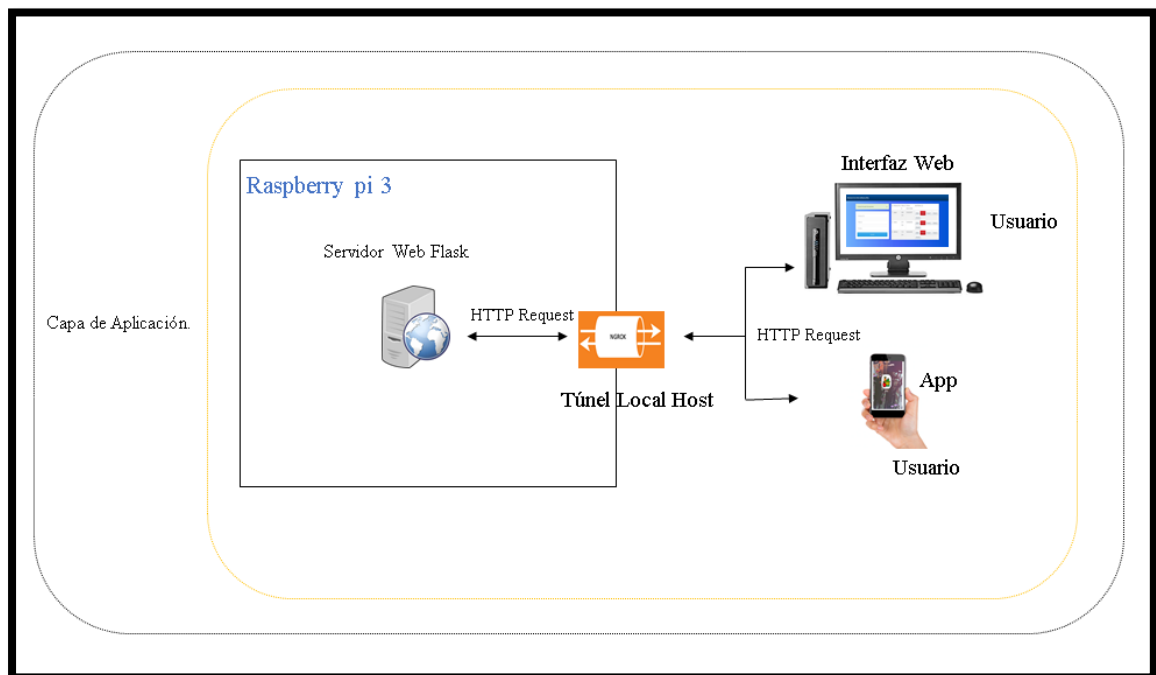 Interfaz Web
Raspberry pi 3
Usuario
Servidor Web Flask
Capa de Aplicación.
HTTP Request
NGROK
HTTP Request
Túnel Local Host
App
Usuario